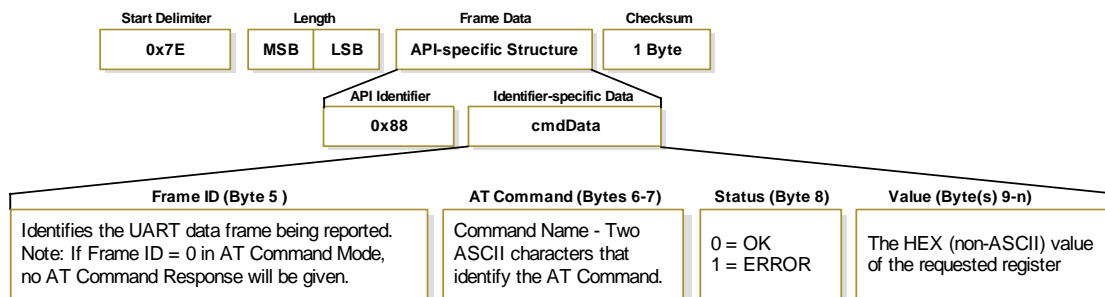 Start Delimiter
Length
Frame Data
Checksum
0x7E
MSB
LSB
API-specific Structure
1 Byte
API Identifier
Identifier-specific Data
0x88
cmdData
Frame ID (Byte 5 )
AT Command (Bytes 6-7)
Status (Byte 8)
Value (Byte(s) 9-n)
Identifies the UART data frame being reported.
Note: If Frame ID = 0 in AT Command Mode,
no AT Command Response will be given.
Command Name - Two
ASCII characters that
identify the AT Command.
0 = OK
1 = ERROR
The HEX (non-ASCII) value
of the requested register